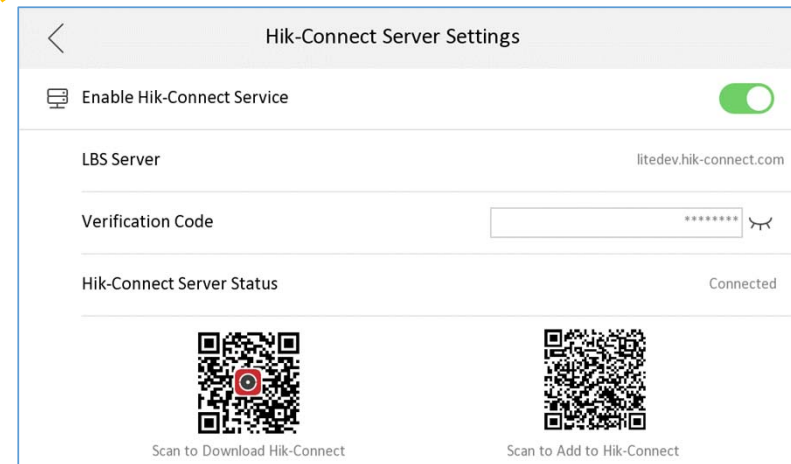 Hik-Connect Server Settings
Enable Hik-Connect Service
LBS Server litedev.hik-connect.com
Verification Code ********
Hik-Connect Server Status Connected
Scan to Download Hik-Connect Scan to Add to Hik-Connect